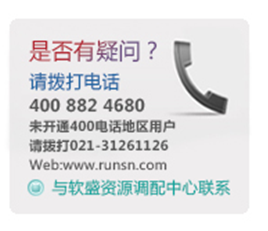 是否有疑问？
请拨打电话
400 882 4680
未开通400电话地区用户
请拨打021-31261126
Web:www.runsn.com
与软盛资源调配中心联系